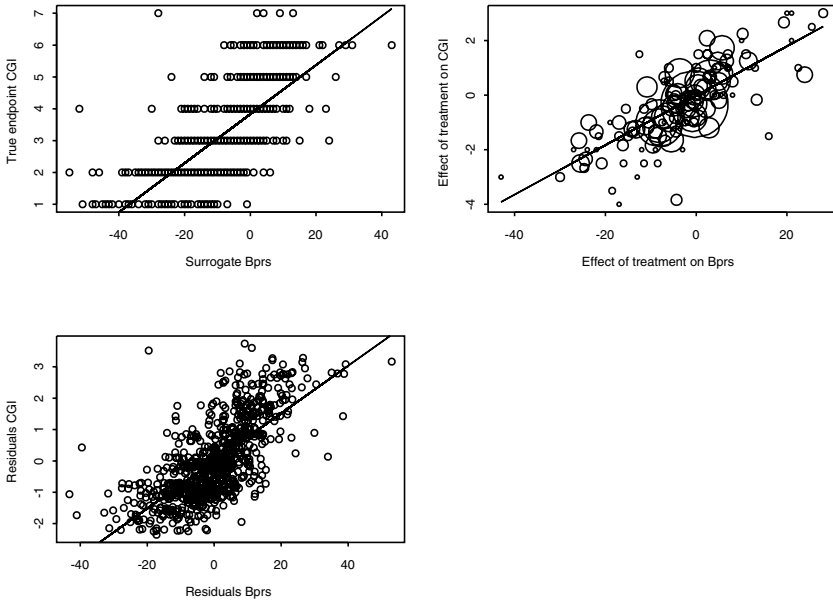 True endpoint CGI
7
6
5
4
3
2
1
-40 -20 0 20 40
Surrogate Bprs
Effect of treatment on CGI
2
0
-2
-4
-40 -20 0 20
Effect of treatment on Bprs
Residuals CGI
3
2
1
0
-1
-2
-40 -20 0 20 40
Residuals Bprs